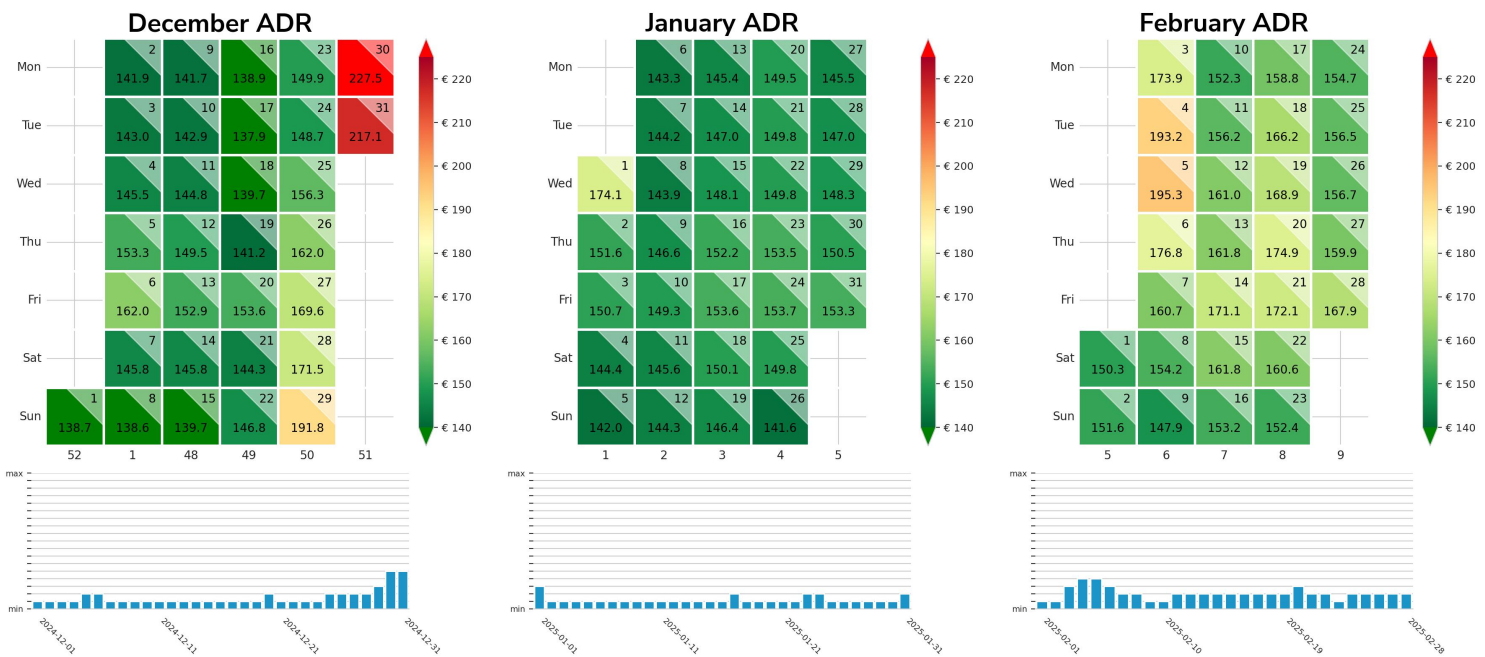 December ADR
Mon 2 141.9 9 141.7 16 138.9 23 149.9 30 227.5
Tue 3 143.0 10 142.9 17 137.9 24 148.7 31 217.1
Wed 4 145.5 11 144.8 18 139.7 25 156.3
Thu 5 153.3 12 149.5 19 141.2 26 162.0
Fri 6 162.0 13 152.9 20 153.6 27 169.6
Sat 7 145.8 14 145.8 21 144.3 28 171.5
Sun 1 138.7 8 138.6 15 139.7 22 146.8 29 191.8
52 1 48 49 50 51
€ 220
€ 210
€ 200
€ 190
€ 180
€ 170
€ 160
€ 150
€ 140
max
min
2024-12-01 2024-12-11 2024-12-21 2024-12-31
January ADR
Mon 6 143.3 13 145.4 20 149.5 27 145.5
Tue 7 144.2 14 147.0 21 149.8 28 147.0
Wed 1 174.1 8 143.9 15 148.1 22 149.8 29 148.3
Thu 2 151.6 9 146.6 16 152.2 23 153.5 30 150.5
Fri 3 150.7 10 149.3 17 153.6 24 153.7 31 153.3
Sat 4 144.4 11 145.6 18 150.1 25 149.8
Sun 5 142.0 12 144.3 19 146.4 26 141.6
1 2 3 4 5
€ 220
€ 210
€ 200
€ 190
€ 180
€ 170
€ 160
€ 150
€ 140
max
min
2025-01-01 2025-01-11 2025-01-21 2025-01-31
February ADR
Mon 3 173.9 10 152.3 17 158.8 24 154.7
Tue 4 193.2 11 156.2 18 166.2 25 156.5
Wed 5 195.3 12 161.0 19 168.9 26 156.7
Thu 6 176.8 13 161.8 20 174.9 27 159.9
Fri 7 160.7 14 171.1 21 172.1 28 167.9
Sat 1 150.3 8 154.2 15 161.8 22 160.6
Sun 2 151.6 9 147.9 16 153.2 23 152.4
5 6 7 8 9
€ 220
€ 210
€ 200
€ 190
€ 180
€ 170
€ 160
€ 150
€ 140
max
min
2025-02-01 2025-02-10 2025-02-19 2025-02-28